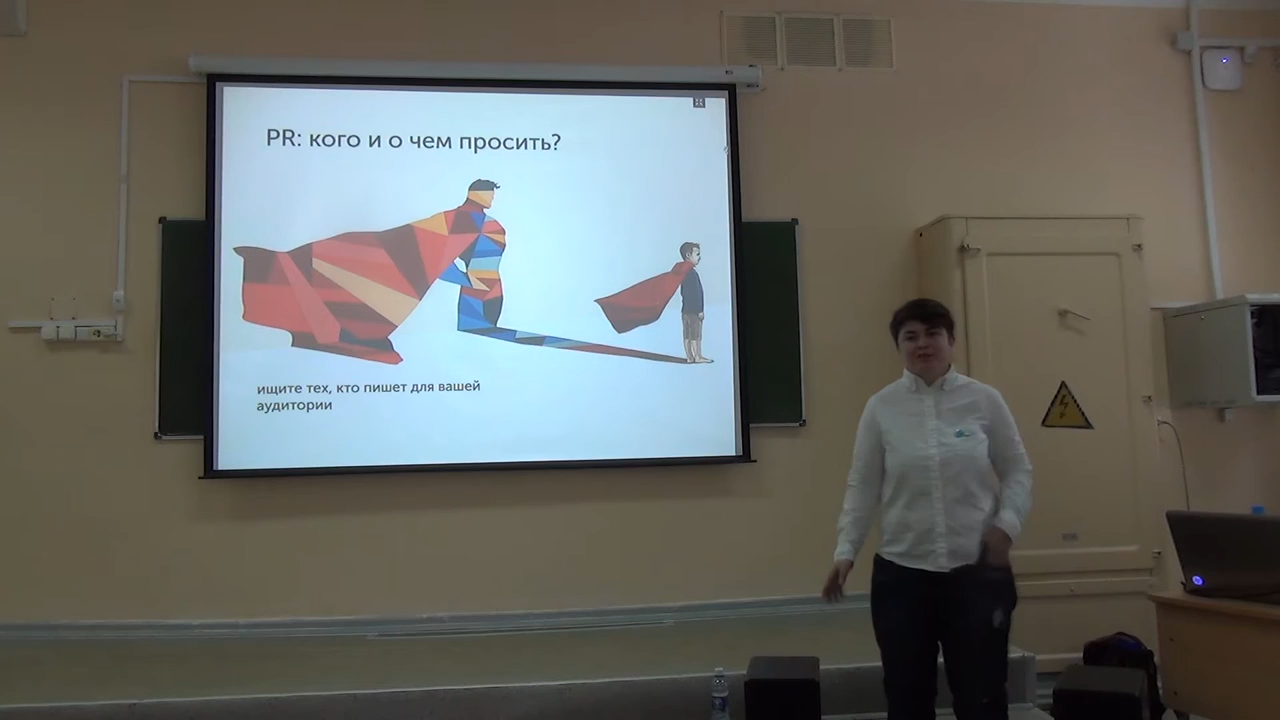 PR: кого и о чем просить?
ищите тех, кто пишет для вашей
аудитории